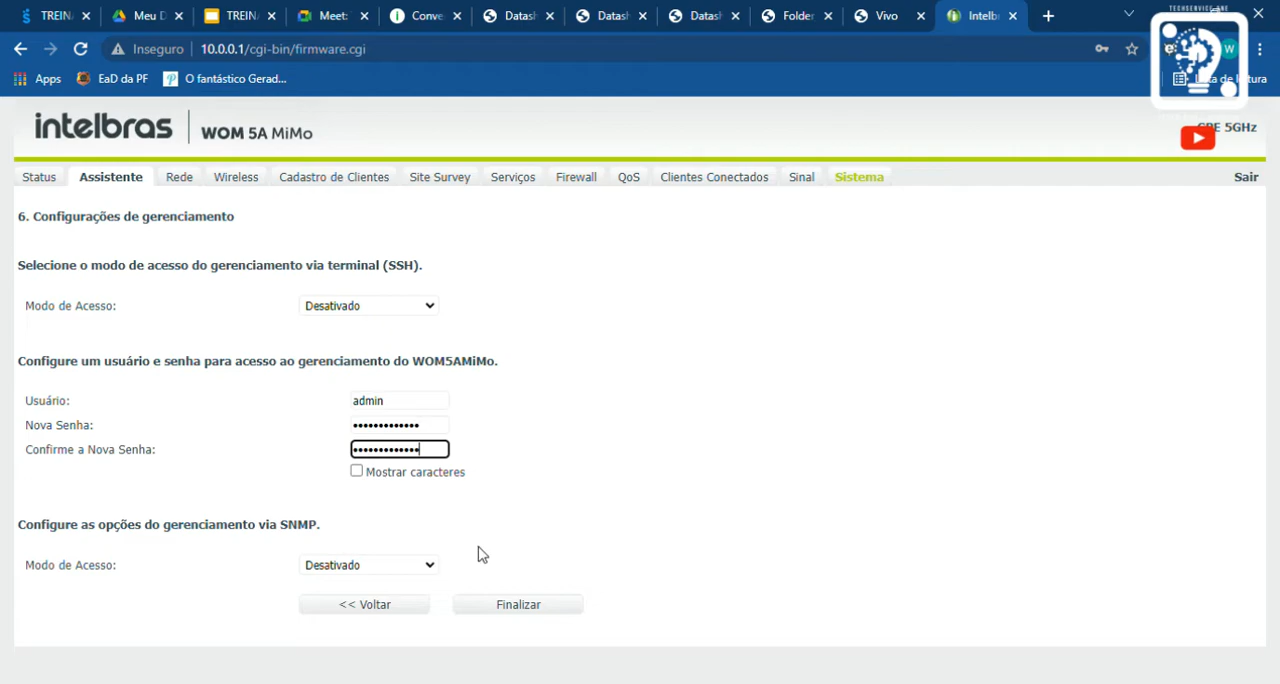 TREIN
Meu D
TREIN
Meet:
Conve
Datash
Datash
Datash
Folder
Vivo
Intelb
TECHSERVICE.ONE
Inseguro
10.0.0.1/cgi-bin/firmware.cgi
W
Apps
EaD da PF
O fantástico Gerad...
intelbras
WOM 5A MiMo
CPE 5GHz
Status
Assistente
Rede
Wireless
Cadastro de Clientes
Site Survey
Serviços
Firewall
QoS
Clientes Conectados
Sinal
Sistema
Sair
6. Configurações de gerenciamento
Selecione o modo de acesso do gerenciamento via terminal (SSH).
Modo de Acesso:
Desativado
Configure um usuário e senha para acesso ao gerenciamento do WOM5AMiMo.
Usuário:
admin
Nova Senha:
•••••••••••••
Confirme a Nova Senha:
•••••••••••••
Mostrar caracteres
Configure as opções do gerenciamento via SNMP.
Modo de Acesso:
Desativado
<< Voltar
Finalizar